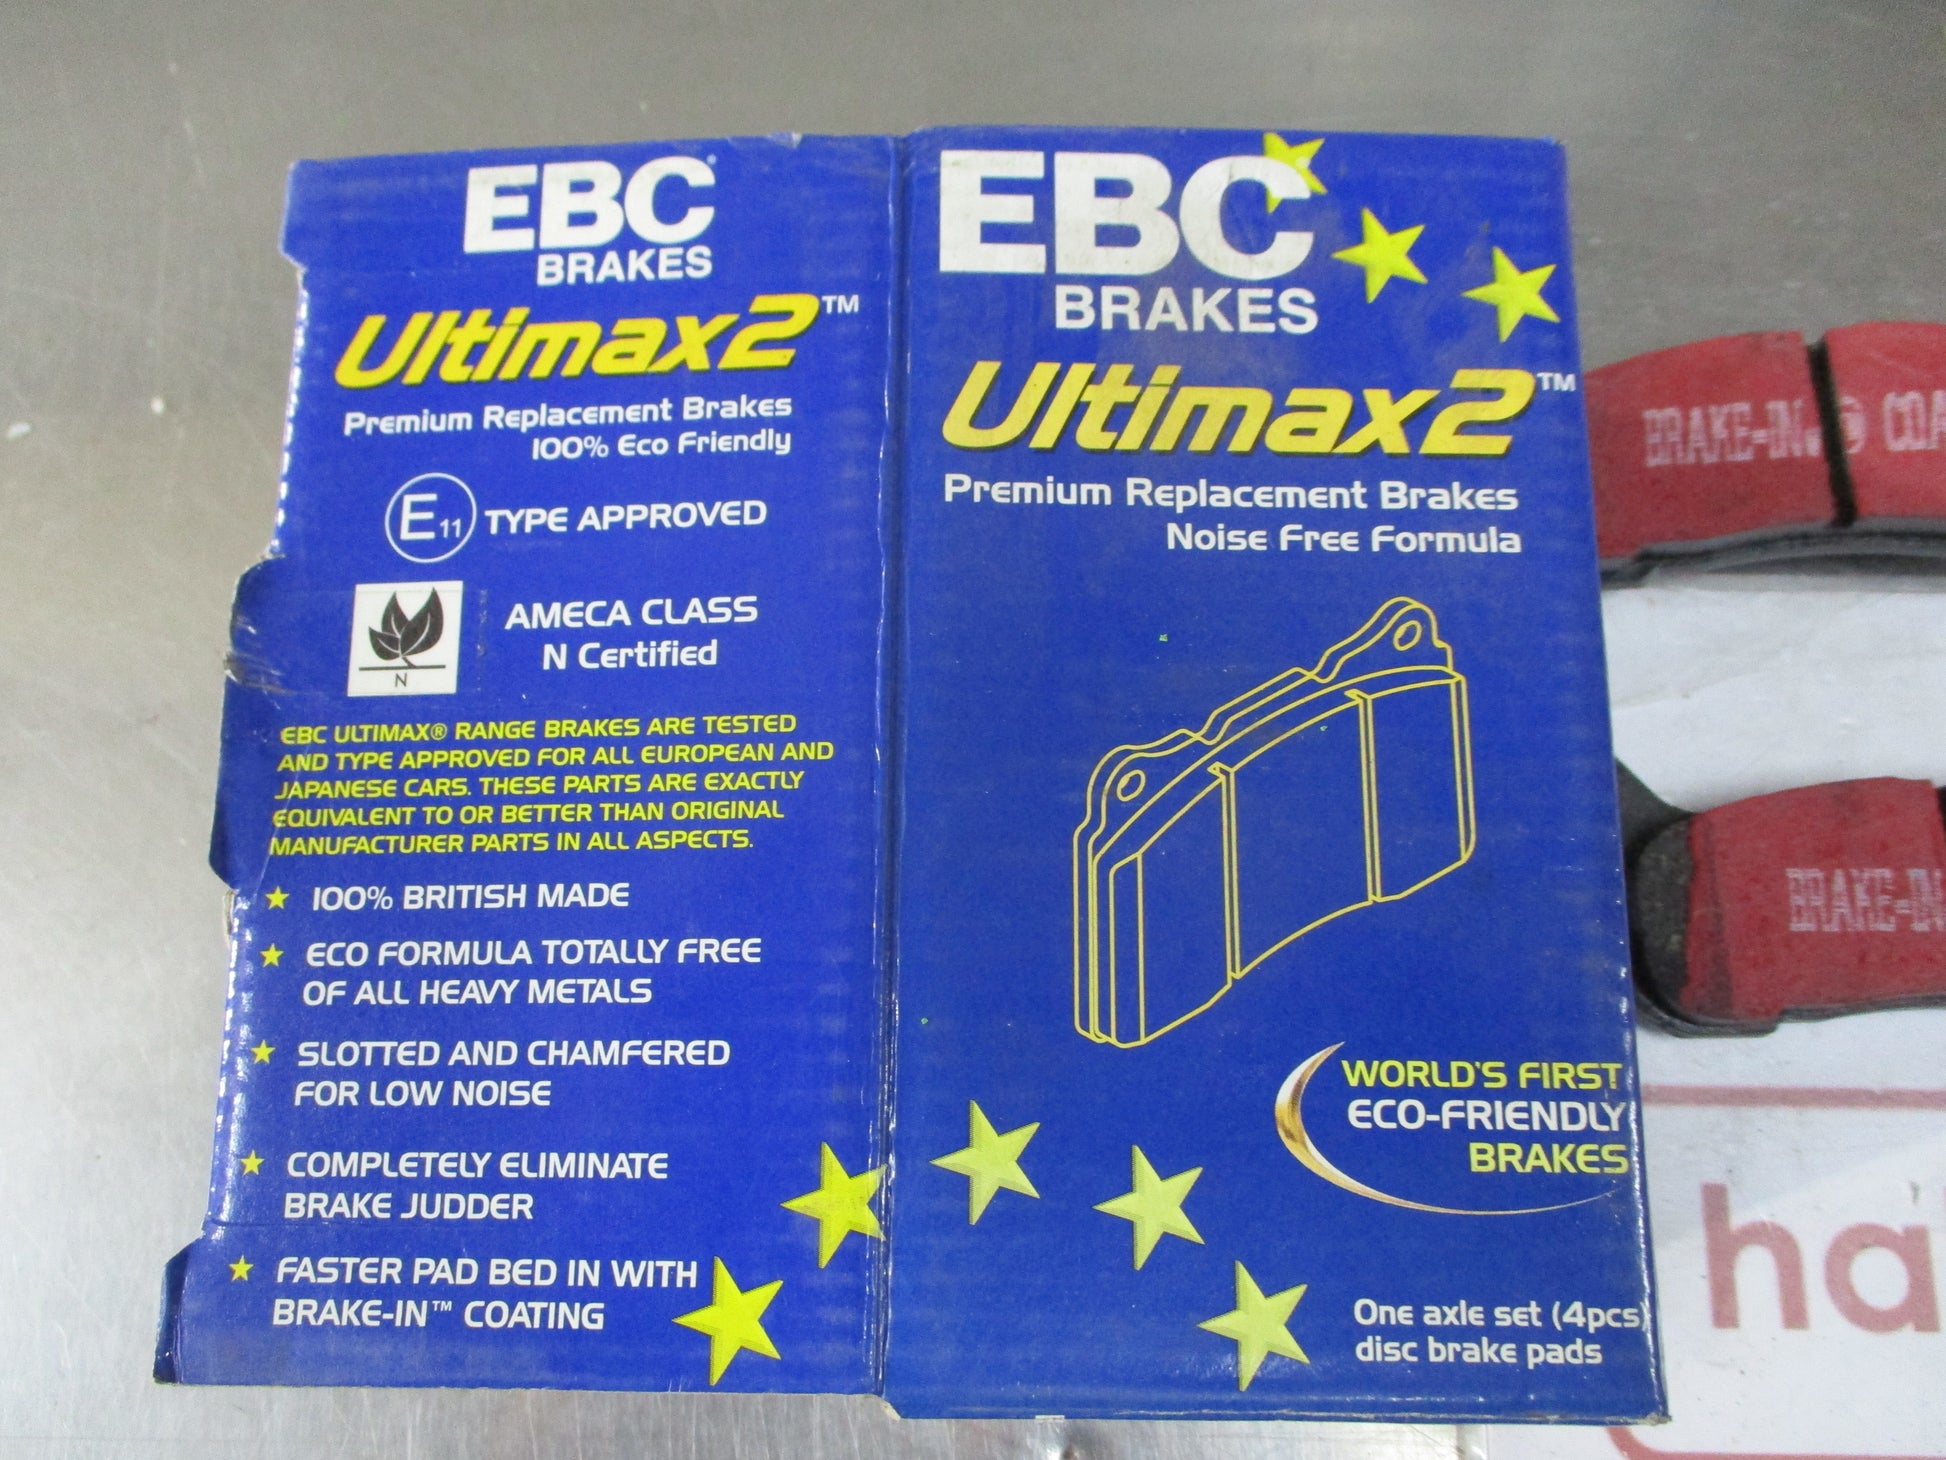 EBC
BRAKES
Ultimax2™
Premium Replacement Brakes
100% Eco Friendly
E11 TYPE APPROVED
AMECA CLASS
N Certified
N
EBC ULTIMAX® RANGE BRAKES ARE TESTED
AND TYPE APPROVED FOR ALL EUROPEAN AND
JAPANESE CARS. THESE PARTS ARE EXACTLY
EQUIVALENT TO OR BETTER THAN ORIGINAL
MANUFACTURER PARTS IN ALL ASPECTS.
100% BRITISH MADE
ECO FORMULA TOTALLY FREE
OF ALL HEAVY METALS
SLOTTED AND CHAMFERED
FOR LOW NOISE
COMPLETELY ELIMINATE
BRAKE JUDDER
FASTER PAD BED IN WITH
BRAKE-IN™ COATING
EBC
BRAKES
Ultimax2™
Premium Replacement Brakes
Noise Free Formula
WORLD'S FIRST
ECO-FRIENDLY
BRAKES
One axle set (4pcs)
disc brake pads
BRAKE-IN
COA
BRAKE-IN
ha